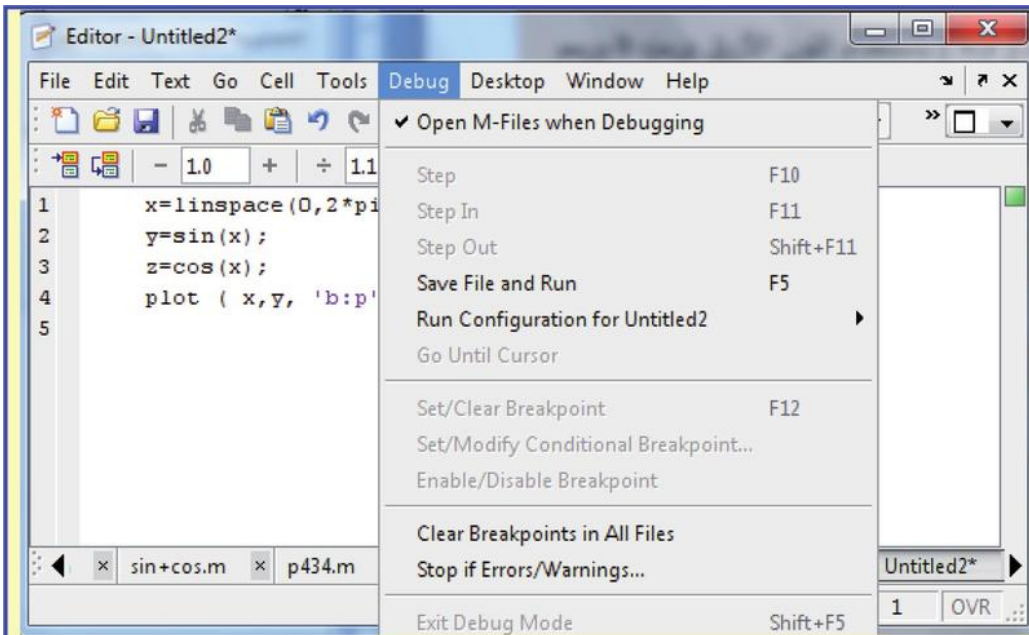 Editor - Untitled2*
File Edit Text Go Cell Tools Debug Desktop Window Help
- 1.0 + ÷ 1.1
1 x=linspace(0,2*pi
2 y=sin(x);
3 z=cos(x);
4 plot ( x,y, 'b:p'
5
✔ Open M-Files when Debugging
Step F10
Step In F11
Step Out Shift+F11
Save File and Run F5
Run Configuration for Untitled2
Go Until Cursor
Set/Clear Breakpoint F12
Set/Modify Conditional Breakpoint...
Enable/Disable Breakpoint
Clear Breakpoints in All Files
Stop if Errors/Warnings...
Exit Debug Mode Shift+F5
sin+cos.m p434.m Untitled2*
1 OVR